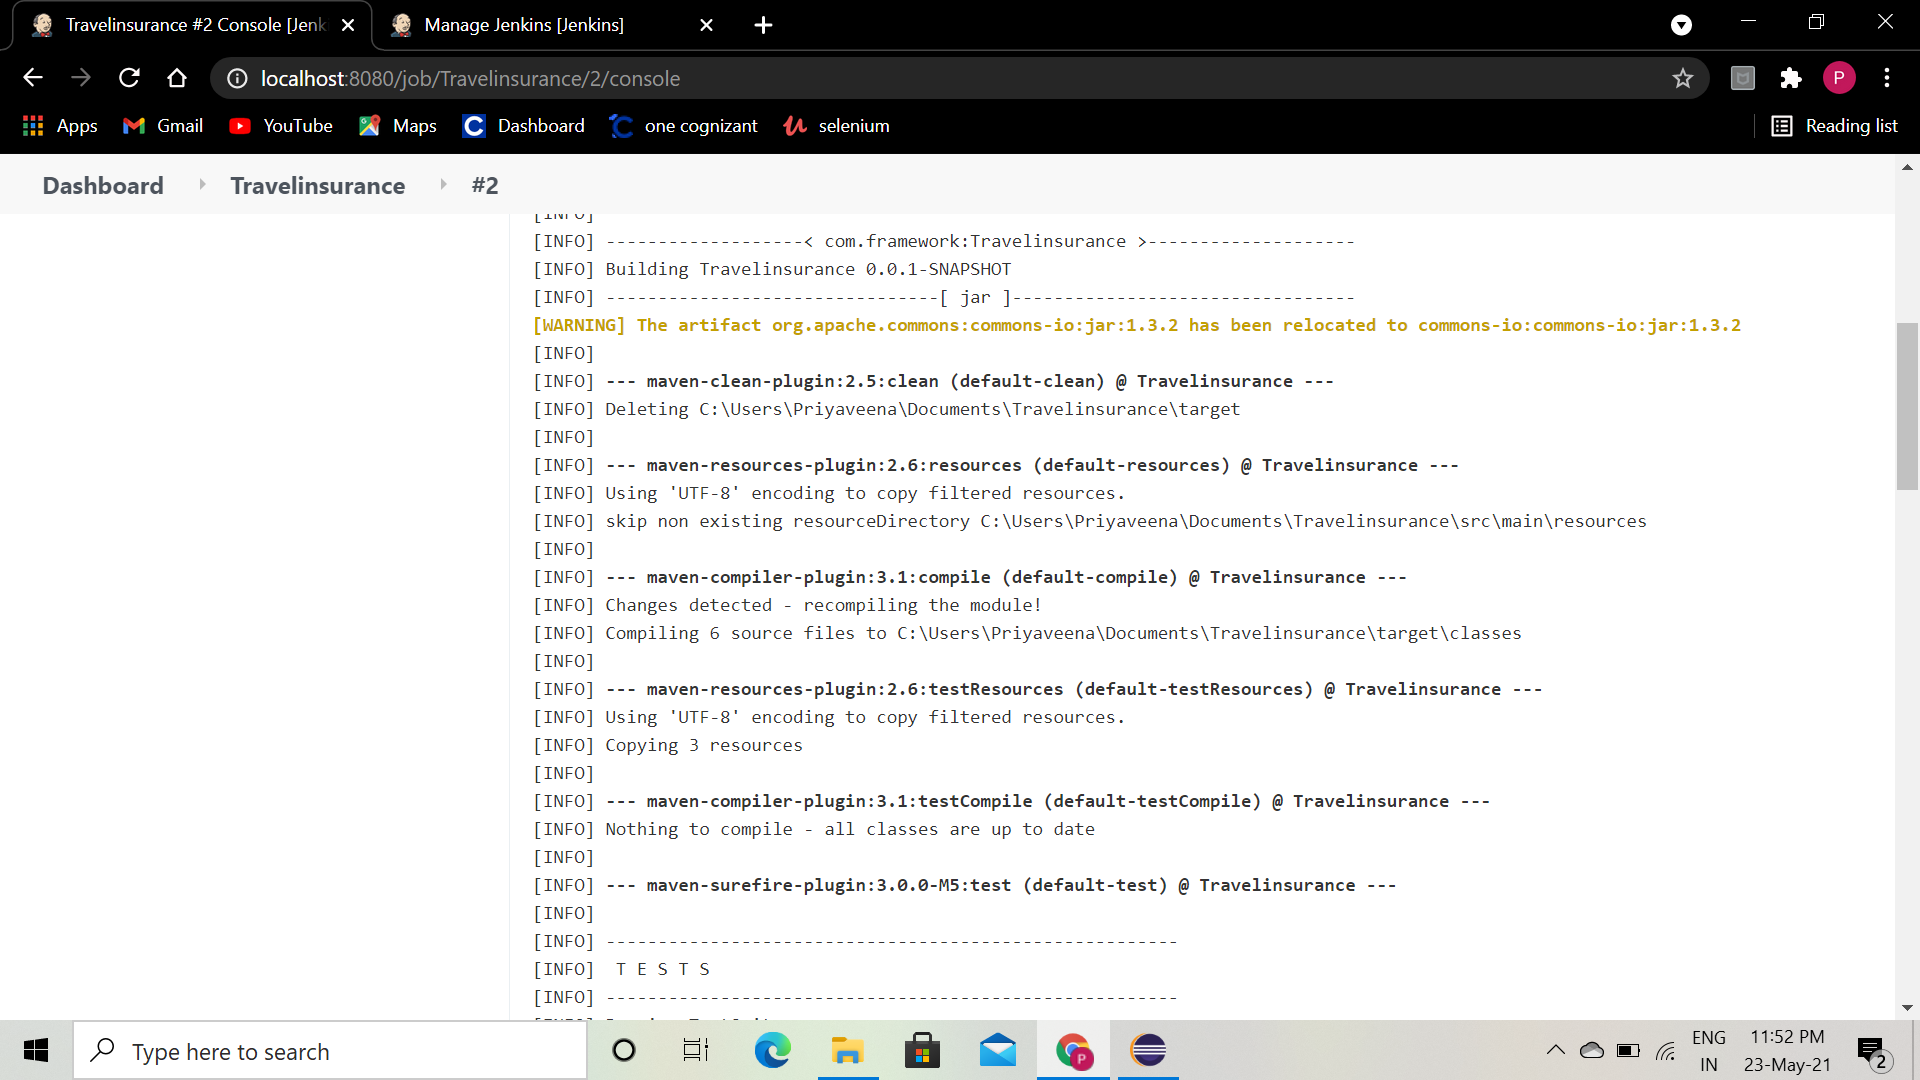 Travelinsurance #2 Console [Jenk
Manage Jenkins [Jenkins]
localhost:8080/job/Travelinsurance/2/console
P
Apps
Gmail
YouTube
Maps
Dashboard
one cognizant
selenium
Reading list
Dashboard
Travelinsurance
#2
[INFO]
[INFO] -------------------< com.framework:Travelinsurance >--------------------
[INFO] Building Travelinsurance 0.0.1-SNAPSHOT
[INFO] --------------------------------[ jar ]---------------------------------
[WARNING] The artifact org.apache.commons:commons-io:jar:1.3.2 has been relocated to commons-io:commons-io:jar:1.3.2
[INFO]
[INFO] --- maven-clean-plugin:2.5:clean (default-clean) @ Travelinsurance ---
[INFO] Deleting C:\Users\Priyaveena\Documents\Travelinsurance\target
[INFO]
[INFO] --- maven-resources-plugin:2.6:resources (default-resources) @ Travelinsurance ---
[INFO] Using 'UTF-8' encoding to copy filtered resources.
[INFO] skip non existing resourceDirectory C:\Users\Priyaveena\Documents\Travelinsurance\src\main\resources
[INFO]
[INFO] --- maven-compiler-plugin:3.1:compile (default-compile) @ Travelinsurance ---
[INFO] Changes detected - recompiling the module!
[INFO] Compiling 6 source files to C:\Users\Priyaveena\Documents\Travelinsurance\target\classes
[INFO]
[INFO] --- maven-resources-plugin:2.6:testResources (default-testResources) @ Travelinsurance ---
[INFO] Using 'UTF-8' encoding to copy filtered resources.
[INFO] Copying 3 resources
[INFO]
[INFO] --- maven-compiler-plugin:3.1:testCompile (default-testCompile) @ Travelinsurance ---
[INFO] Nothing to compile - all classes are up to date
[INFO]
[INFO] --- maven-surefire-plugin:3.0.0-M5:test (default-test) @ Travelinsurance ---
[INFO]
[INFO] -------------------------------------------------------
[INFO]  T E S T S
[INFO] -------------------------------------------------------
Type here to search
P
ENG
IN
11:52 PM
23-May-21
2